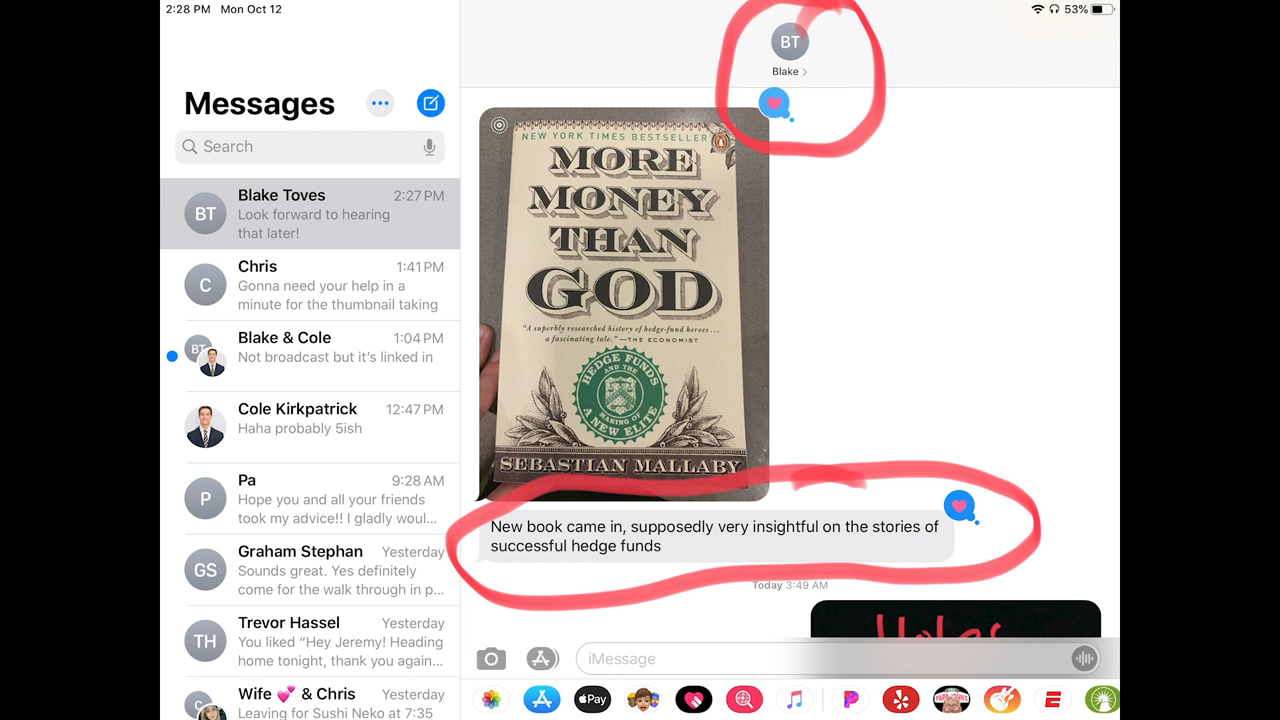 2:28 PM Mon Oct 12
53%
Messages
Search
Blake Toves 2:27 PM
Look forward to hearing
that later!
Chris 1:41 PM
Gonna need your help in a
minute for the thumbnail taking
Blake & Cole 1:04 PM
Not broadcast but it’s linked in
Cole Kirkpatrick 12:47 PM
Haha probably 5ish
Pa 9:28 AM
Hope you and all your friends
took my advice!! I gladly woul...
Graham Stephan Yesterday
Sounds great. Yes definitely
come for the walk through in p...
Trevor Hassel Yesterday
You liked “Hey Jeremy! Heading
home tonight, thank you again...
Wife 💕 & Chris Yesterday
Leaving for Sushi Neko at 7:35
BT
C
BT
P
GS
TH
C
BT
Blake >
NEW YORK TIMES BESTSELLER
MORE
MONEY
THAN
GOD
“A superbly researched history of hedge-fund heroes...
a fascinating tale.” —THE ECONOMIST
HEDGE FUNDS
AND THE
MAKING OF
A NEW ELITE
SEBASTIAN MALLABY
New book came in, supposedly very insightful on the stories of
successful hedge funds
Today 3:49 AM
Holes
iMessage
Pay
PAPA JOHN'S